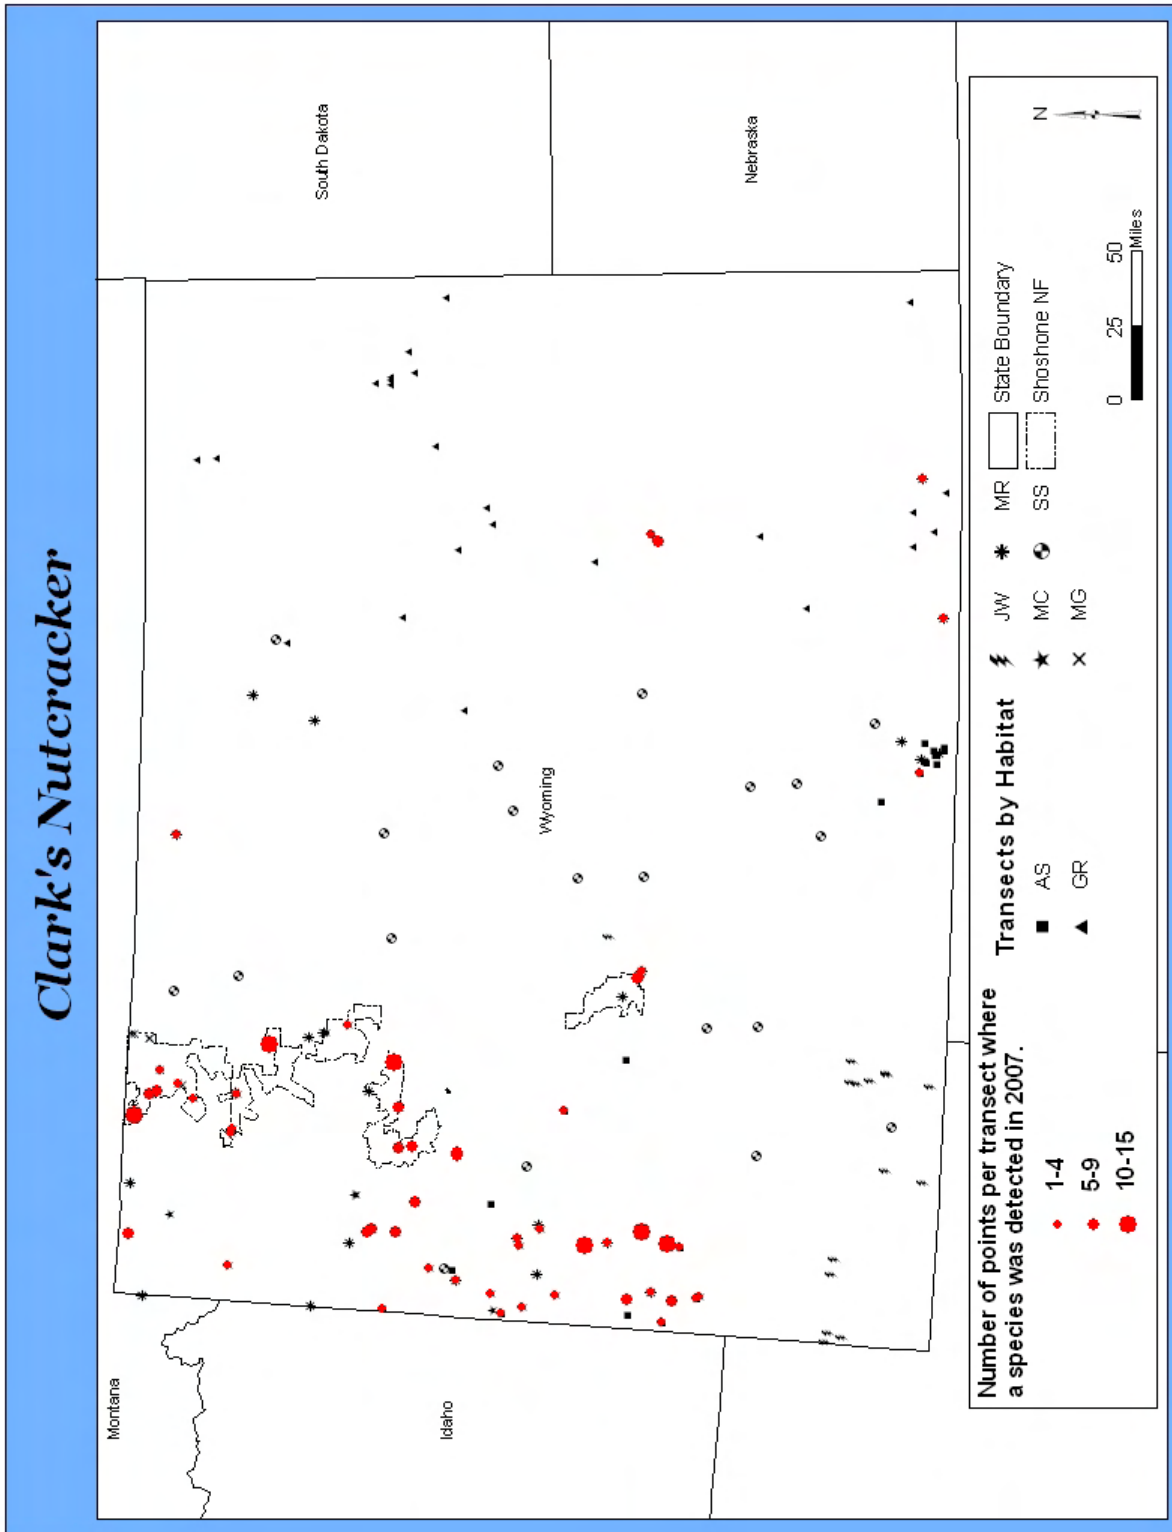 Clark's Nutcracker
Montana
Idaho
Wyoming
South Dakota
Nebraska
Number of points per transect where
a species was detected in 2007.
1-4
5-9
10-15
Transects by Habitat
AS
GR
JW
MC
MG
MR
SS
State Boundary
Shoshone NF
0 25 50
Miles
N